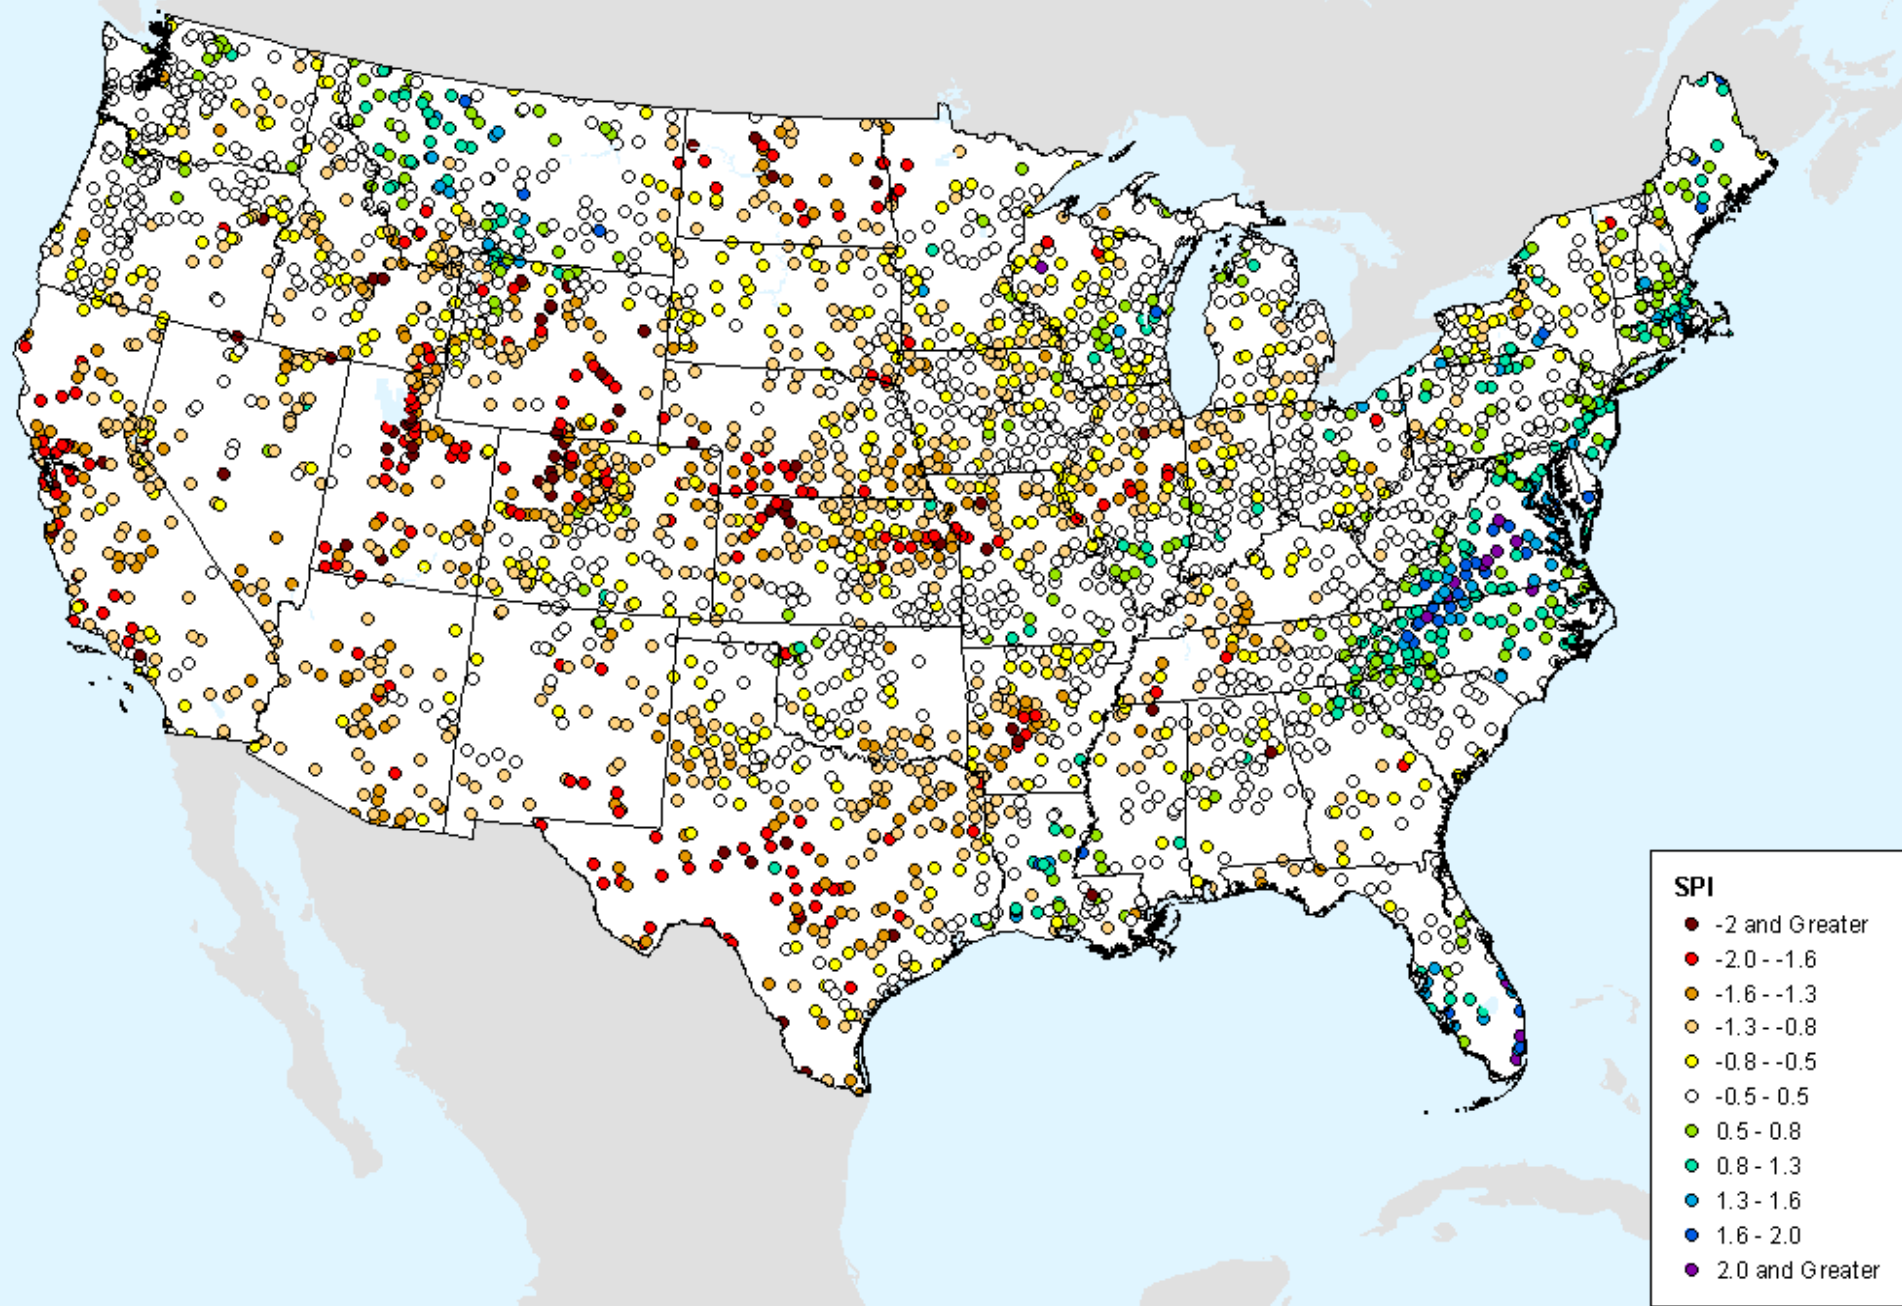 SPI
-2 and Greater
-2.0 - -1.6
-1.6 - -1.3
-1.3 - -0.8
-0.8 - -0.5
-0.5 - 0.5
0.5 - 0.8
0.8 - 1.3
1.3 - 1.6
1.6 - 2.0
2.0 and Greater